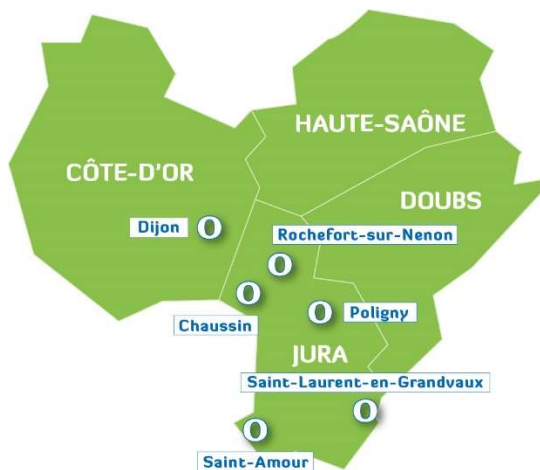 HAUTE-SAÔNE
CÔTE-D'OR
DOUBS
Dijon
Rochefort-sur-Nenon
Chaussin
Poligny
JURA
Saint-Laurent-en-Grandvaux
Saint-Amour